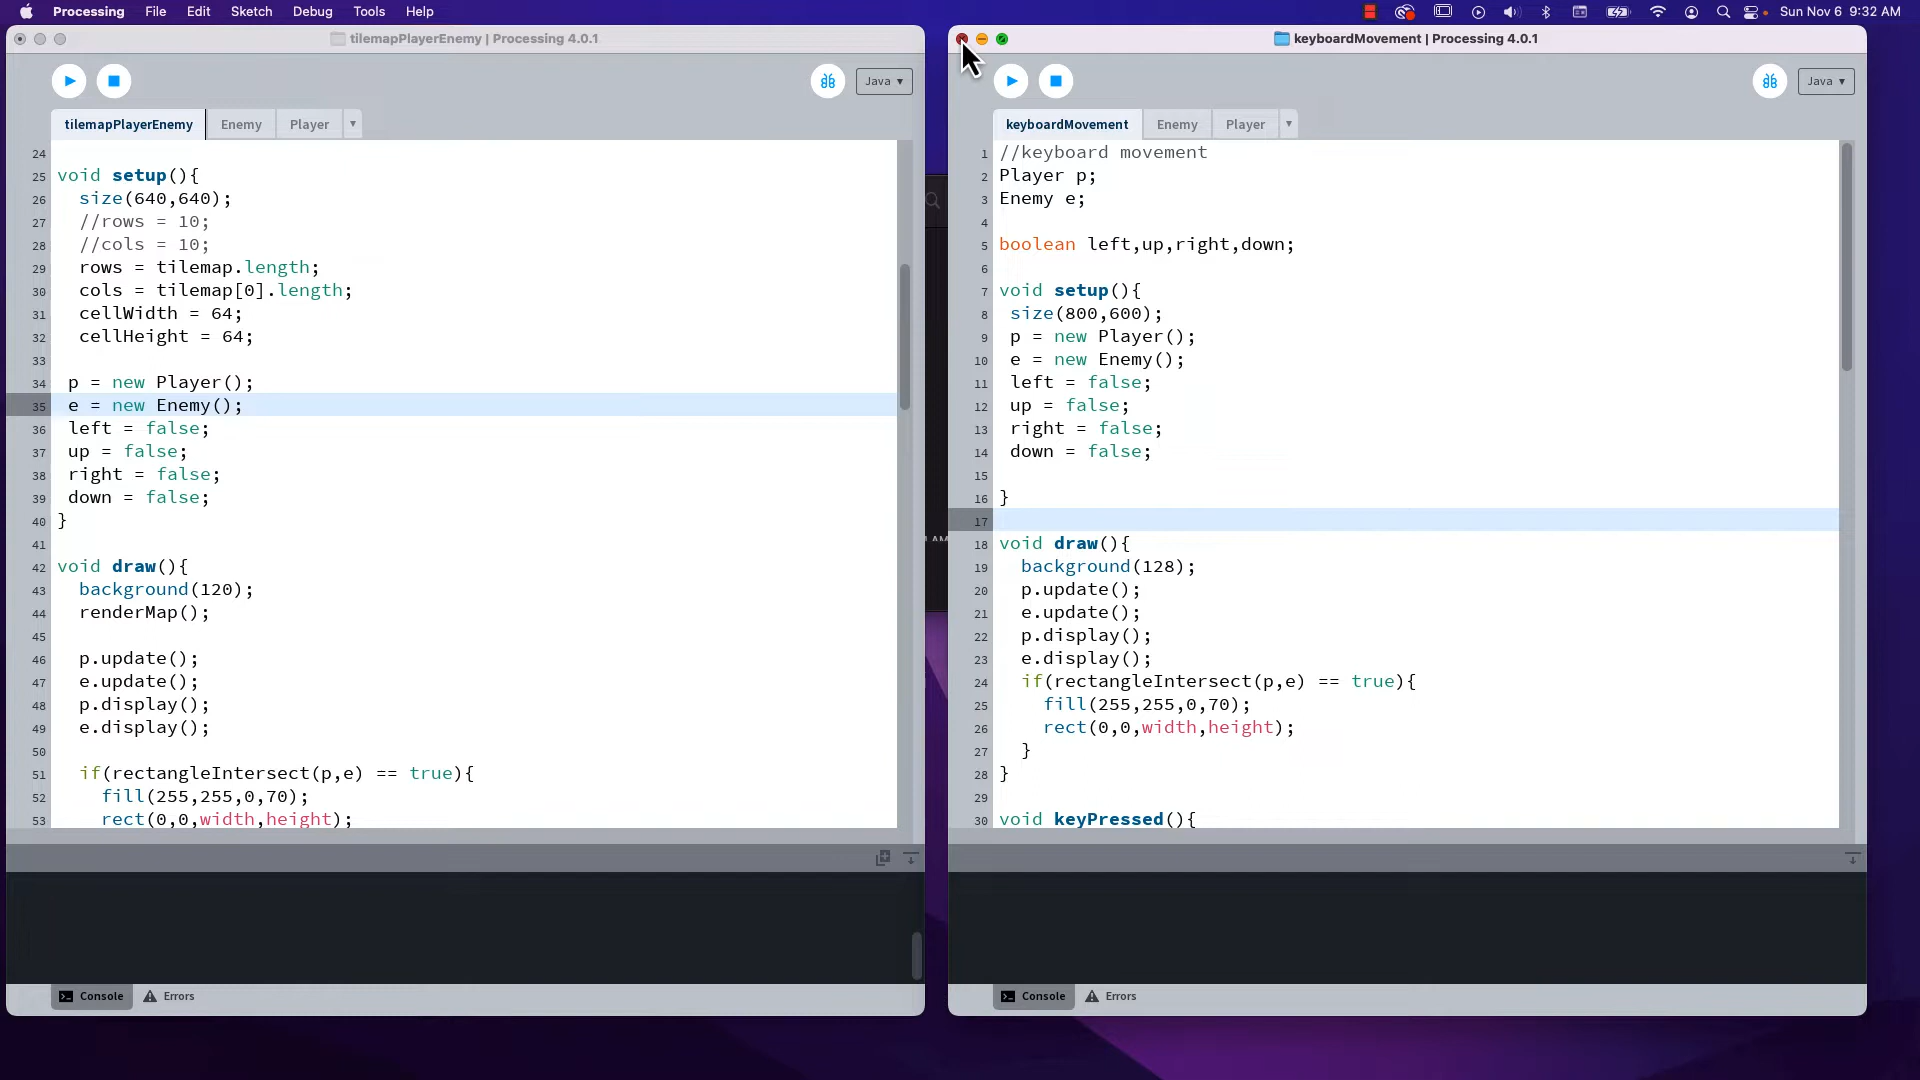 Processing File Edit Sketch Debug Tools Help Sun Nov 6 9:32 AM
tilemapPlayerEnemy | Processing 4.0.1
Java ▾
tilemapPlayerEnemy Enemy Player ▾
24
25 void setup(){
26 size(640,640);
27 //rows = 10;
28 //cols = 10;
29 rows = tilemap.length;
30 cols = tilemap[0].length;
31 cellWidth = 64;
32 cellHeight = 64;
33
34 p = new Player();
35 e = new Enemy();
36 left = false;
37 up = false;
38 right = false;
39 down = false;
40 }
41
42 void draw(){
43 background(120);
44 renderMap();
45
46 p.update();
47 e.update();
48 p.display();
49 e.display();
50
51 if(rectangleIntersect(p,e) == true){
52 fill(255,255,0,70);
53 rect(0,0,width,height);
Console Errors
AM
keyboardMovement | Processing 4.0.1
Java ▾
keyboardMovement Enemy Player ▾
1 //keyboard movement
2 Player p;
3 Enemy e;
4
5 boolean left,up,right,down;
6
7 void setup(){
8 size(800,600);
9 p = new Player();
10 e = new Enemy();
11 left = false;
12 up = false;
13 right = false;
14 down = false;
15
16 }
17
18 void draw(){
19 background(128);
20 p.update();
21 e.update();
22 p.display();
23 e.display();
24 if(rectangleIntersect(p,e) == true){
25 fill(255,255,0,70);
26 rect(0,0,width,height);
27 }
28 }
29
30 void keyPressed(){
Console Errors